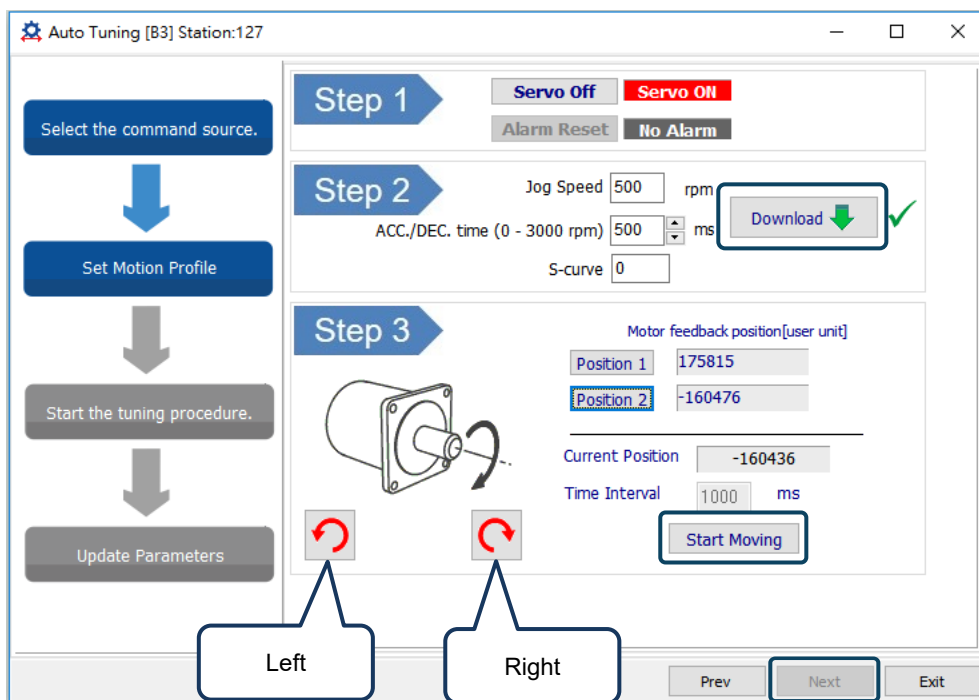 Auto Tuning [B3] Station:127
Select the command source.
Set Motion Profile
Start the tuning procedure.
Update Parameters
Step 1
Servo Off Servo ON
Alarm Reset No Alarm
Step 2
Jog Speed 500 rpm
ACC./DEC. time (0 - 3000 rpm) 500 ms
S-curve 0
Download
Step 3
Motor feedback position[user unit]
Position 1 175815
Position 2 -160476
Current Position -160436
Time Interval 1000 ms
Start Moving
Left
Right
Prev Next Exit